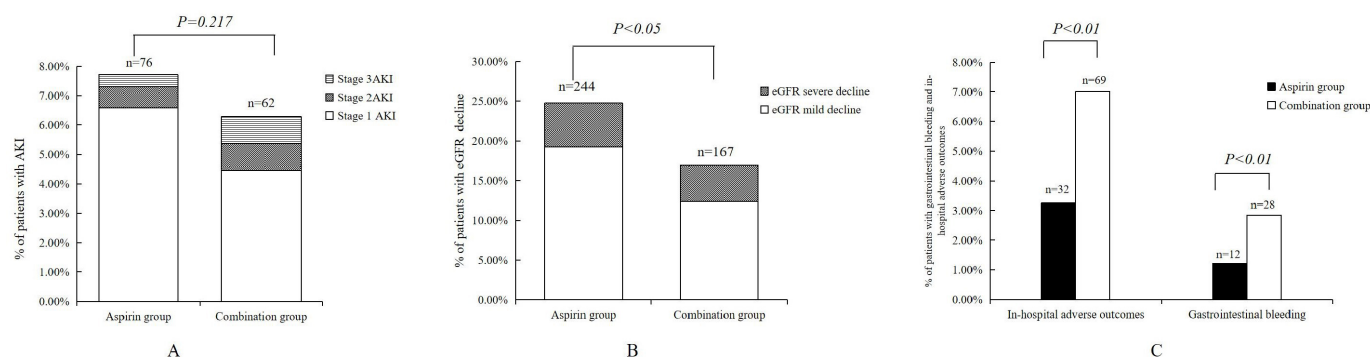 P=0.217
8.00%
7.00%
6.00%
5.00%
4.00%
3.00%
2.00%
1.00%
0.00%
% of patients with AKI
n=76
n=62
Stage 3AKI
Stage 2AKI
Stage 1 AKI
Aspirin group
Combination group
A
P<0.05
30.00%
25.00%
20.00%
15.00%
10.00%
5.00%
0.00%
% of patients with eGFR decline
n=244
n=167
eGFR severe decline
eGFR mild decline
Aspirin group
Combination group
B
P<0.01
8.00%
7.00%
6.00%
5.00%
4.00%
3.00%
2.00%
1.00%
0.00%
% of patients with gastrointestinal bleeding and in-
hospital adverse outcomes
n=69
n=32
P<0.01
n=28
n=12
Aspirin group
Combination group
In-hospital adverse outcomes
Gastrointestinal bleeding
C